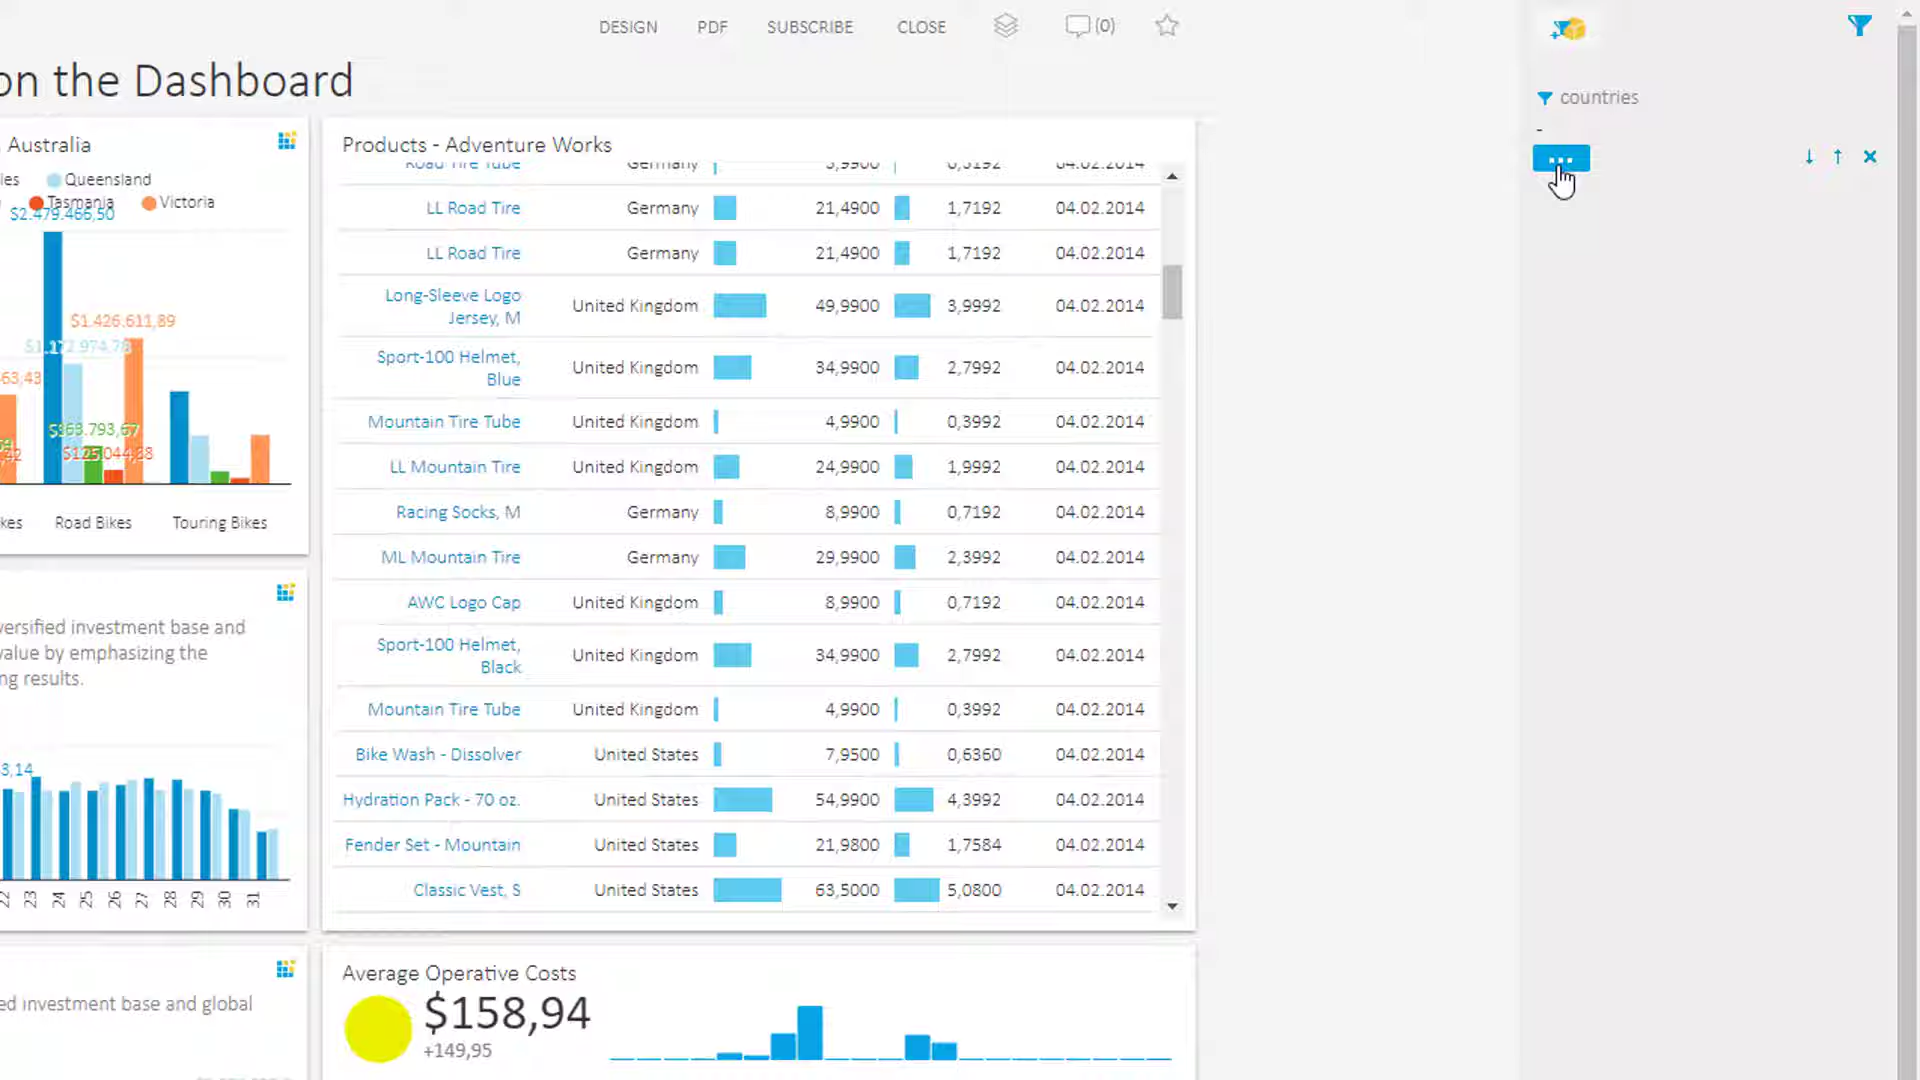 DESIGN PDF SUBSCRIBE CLOSE (0)
on the Dashboard
countries
-
...
Australia
les Queensland
Tasmania Victoria
$2.479.466,50
$1.426.611,89
$1.172.974,78
63,43
$363.793,67
$125.044,88
kes Road Bikes Touring Bikes
Products - Adventure Works
Road Tire Tube Germany 3,9900 0,3192 04.02.2014
LL Road Tire Germany 21,4900 1,7192 04.02.2014
LL Road Tire Germany 21,4900 1,7192 04.02.2014
Long-Sleeve Logo
Jersey, M United Kingdom 49,9900 3,9992 04.02.2014
Sport-100 Helmet,
Blue United Kingdom 34,9900 2,7992 04.02.2014
Mountain Tire Tube United Kingdom 4,9900 0,3992 04.02.2014
LL Mountain Tire United Kingdom 24,9900 1,9992 04.02.2014
Racing Socks, M Germany 8,9900 0,7192 04.02.2014
ML Mountain Tire Germany 29,9900 2,3992 04.02.2014
AWC Logo Cap United Kingdom 8,9900 0,7192 04.02.2014
Sport-100 Helmet,
Black United Kingdom 34,9900 2,7992 04.02.2014
Mountain Tire Tube United Kingdom 4,9900 0,3992 04.02.2014
Bike Wash - Dissolver United States 7,9500 0,6360 04.02.2014
Hydration Pack - 70 oz. United States 54,9900 4,3992 04.02.2014
Fender Set - Mountain United States 21,9800 1,7584 04.02.2014
Classic Vest, S United States 63,5000 5,0800 04.02.2014
versified investment base and
value by emphasizing the
ng results.
3,14
22 23 24 25 26 27 28 29 30 31
ed investment base and global
Average Operative Costs
$158,94
+149,95